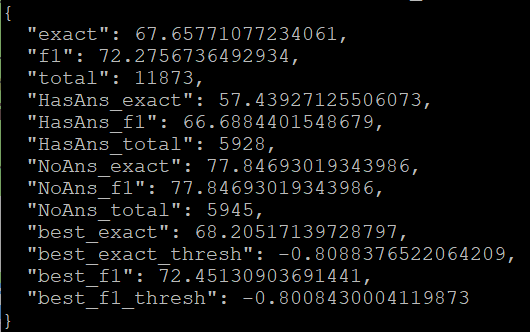 {
"exact": 67.65771077234061,
"f1": 72.2756736492934,
"total": 11873,
"HasAns_exact": 57.43927125506073,
"HasAns_f1": 66.6884401548679,
"HasAns_total": 5928,
"NoAns_exact": 77.84693019343986,
"NoAns_f1": 77.84693019343986,
"NoAns_total": 5945,
"best_exact": 68.20517139728797,
"best_exact_thresh": -0.8088376522064209,
"best_f1": 72.45130903691441,
"best_f1_thresh": -0.8008430004119873
}